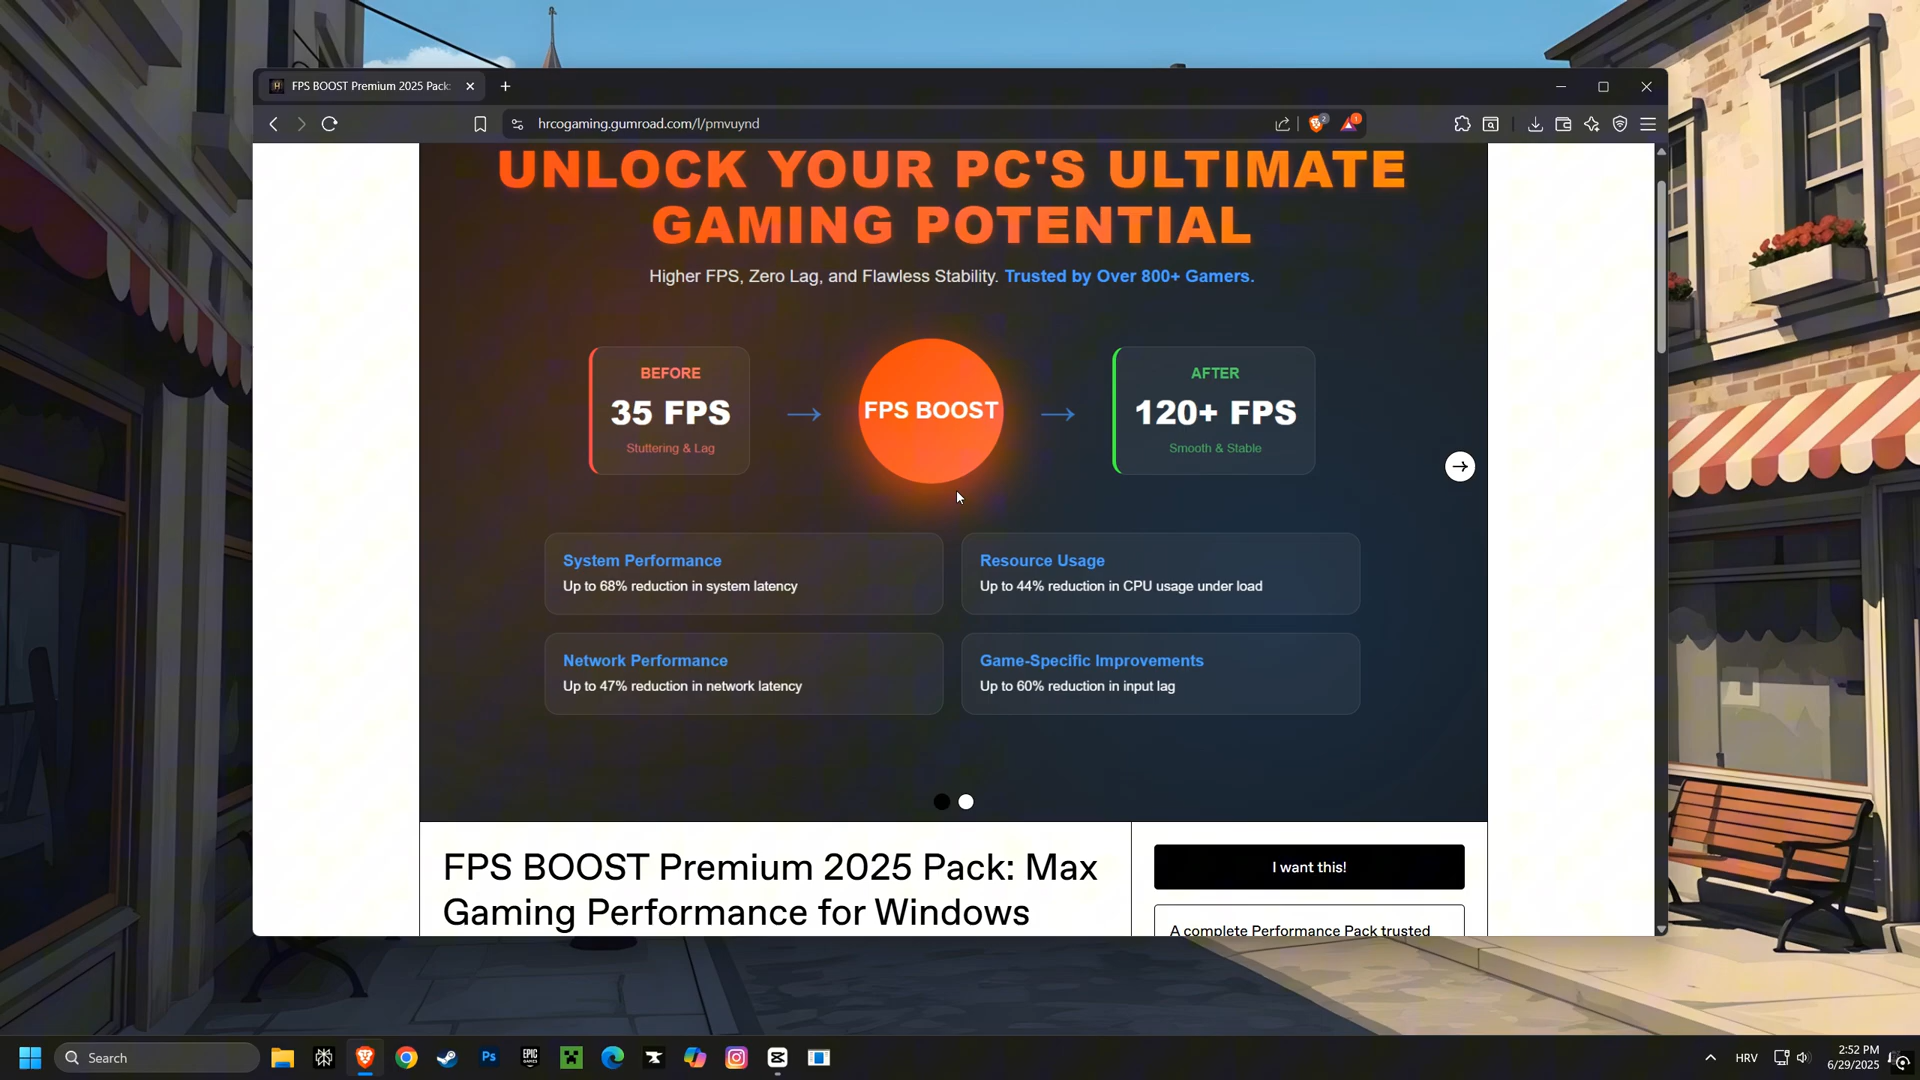 FPS BOOST Premium 2025 Pack:
hrcogaming.gumroad.com/l/pmvuynd
2
1
UNLOCK YOUR PC'S ULTIMATE
GAMING POTENTIAL
Higher FPS, Zero Lag, and Flawless Stability. Trusted by Over 800+ Gamers.
BEFORE
35 FPS
Stuttering & Lag
→
FPS BOOST
→
AFTER
120+ FPS
Smooth & Stable
System Performance
Up to 68% reduction in system latency
Resource Usage
Up to 44% reduction in CPU usage under load
Network Performance
Up to 47% reduction in network latency
Game-Specific Improvements
Up to 60% reduction in input lag
FPS BOOST Premium 2025 Pack: Max
Gaming Performance for Windows
I want this!
A complete Performance Pack trusted
Search
Ps
EPIC
GAMES
HRV
2:52 PM
6/29/2025